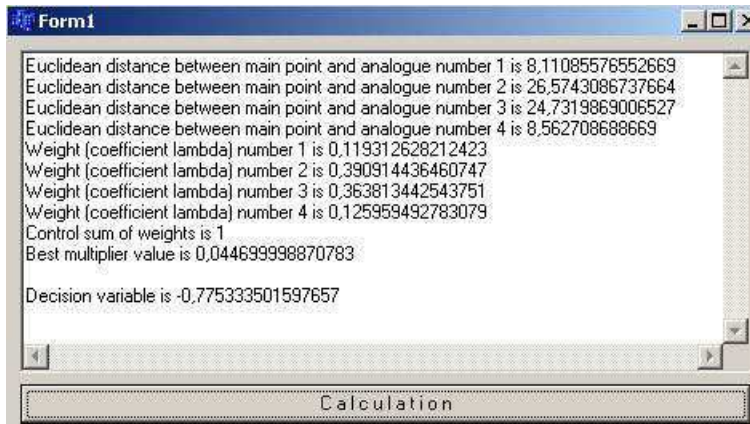 Form1
Euclidean distance between main point and analogue number 1 is 8,11085576552669
Euclidean distance between main point and analogue number 2 is 26,5743086737664
Euclidean distance between main point and analogue number 3 is 24,7319869006527
Euclidean distance between main point and analogue number 4 is 8,562708688669
Weight (coefficient lambda) number 1 is 0,119312628212423
Weight (coefficient lambda) number 2 is 0,390914436460747
Weight (coefficient lambda) number 3 is 0,363813442543751
Weight (coefficient lambda) number 4 is 0,125959492783079
Control sum of weights is 1
Best multiplier value is 0,044699998870783
Decision variable is -0,775333501597657
Calculation